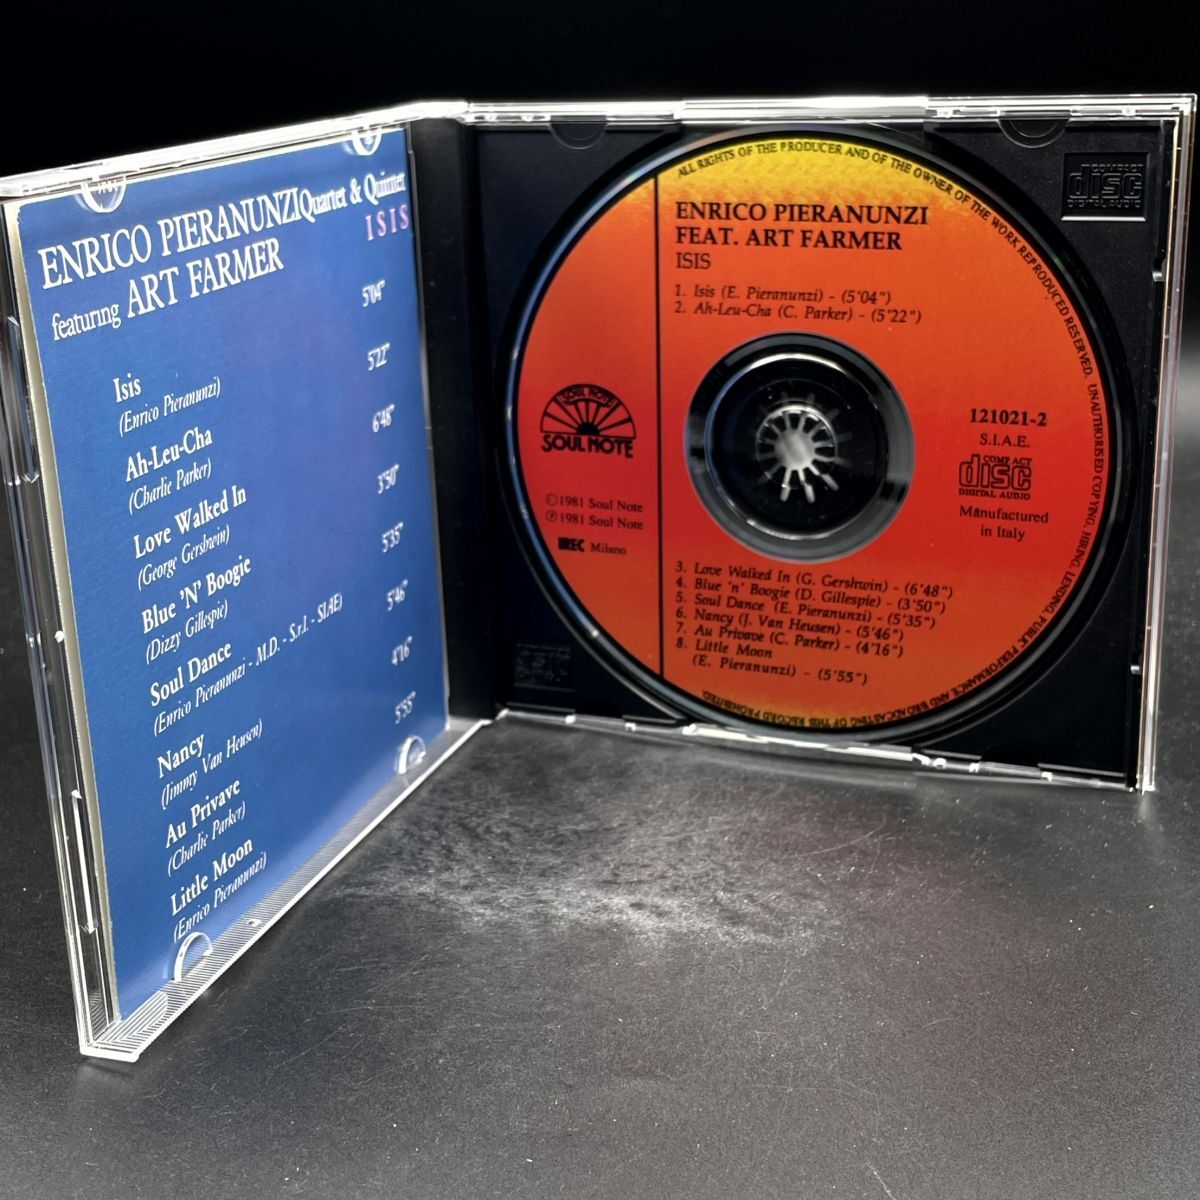 ENRICO PIERANUNZI Quartet & Quintet
ISIS
featuring ART FARMER
5'04"
Isis
(Enrico Pieranunzi)
5'22"
Ah-Leu-Cha
(Charlie Parker)
6'48"
Love Walked In
(George Gershwin)
3'50"
Blue 'N' Boogie
(Dizzy Gillespie)
5'35"
Soul Dance
(Enrico Pieranunzi - M.D. - S.r.l. - SIAE)
5'46"
Nancy
(Jimmy Van Heusen)
4'16"
Au Privave
(Charlie Parker)
5'55"
Little Moon
(Enrico Pieranunzi)
ALL RIGHTS OF THE PRODUCER AND OF THE OWNER OF THE WORK REPRODUCED RESERVED. UNAUTHORISED COPYING, HIRING, LENDING, PUBLIC PERFORMANCE AND BROADCASTING OF THIS RECORD PROHIBITED.
ENRICO PIERANUNZI
FEAT. ART FARMER
ISIS
1. Isis (E. Pieranunzi) - (5'04")
2. Ah-Leu-Cha (C. Parker) - (5'22")
SOUL NOTE
SOUL NOTE
121021-2
S.I.A.E.
COMPACT
disc
DIGITAL AUDIO
Manufactured
in Italy
©1981 Soul Note
℗1981 Soul Note
IREC Milano
3. Love Walked In (G. Gershwin) - (6'48")
4. Blue 'n' Boogie (D. Gillespie) - (3'50")
5. Soul Dance (E. Pieranunzi) - (5'35")
6. Nancy (J. Van Heusen) - (5'46")
7. Au Privave (C. Parker) - (4'16")
8. Little Moon
(E. Pieranunzi) - (5'55")
COMPACT
disc
DIGITAL AUDIO